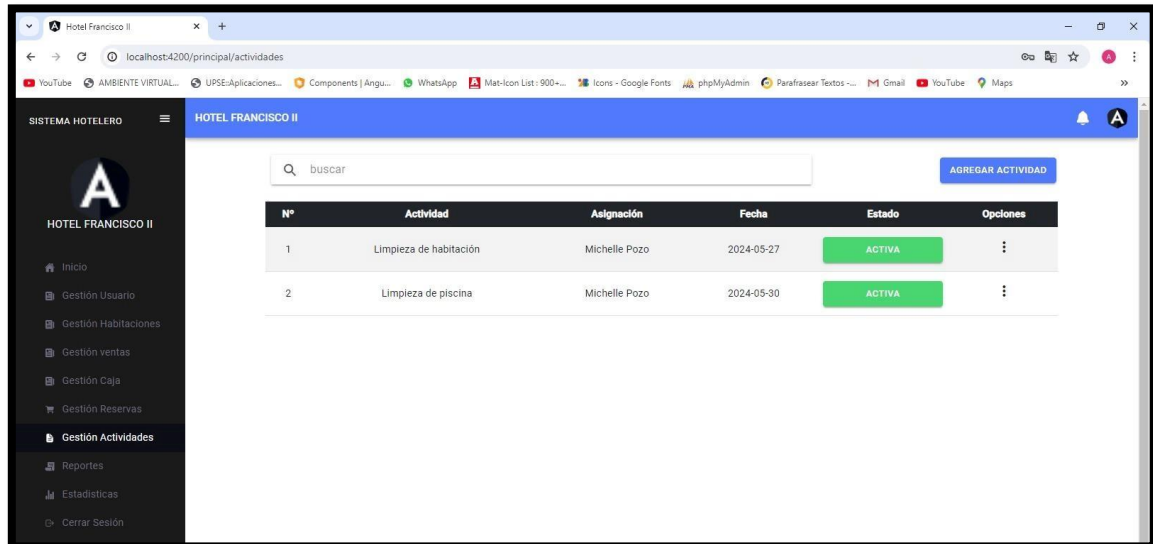 Hotel Francisco II
localhost:4200/principal/actividades
A
YouTube AMBIENTE VIRTUAL... UPSE::Aplicaciones... Components | Angu... WhatsApp Mat-Icon List : 900+... Icons - Google Fonts phpMyAdmin Parafrasear Textos -... Gmail YouTube Maps »
SISTEMA HOTELERO HOTEL FRANCISCO II
buscar AGREGAR ACTIVIDAD
HOTEL FRANCISCO II
Nº Actividad Asignación Fecha Estado Opciones
1 Limpieza de habitación Michelle Pozo 2024-05-27 ACTIVA
2 Limpieza de piscina Michelle Pozo 2024-05-30 ACTIVA
Inicio
Gestión Usuario
Gestión Habitaciones
Gestión ventas
Gestión Caja
Gestión Reservas
Gestión Actividades
Reportes
Estadísticas
Cerrar Sesión